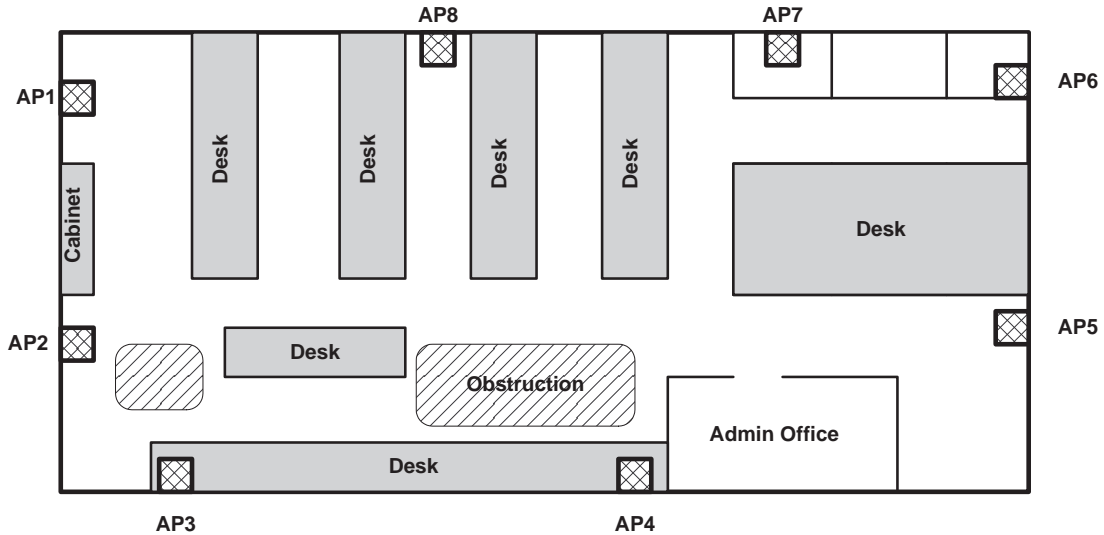 AP8
AP7
AP1
AP6
Desk
Desk
Desk
Desk
Cabinet
Desk
AP2
AP5
Desk
Obstruction
Admin Office
Desk
AP3
AP4